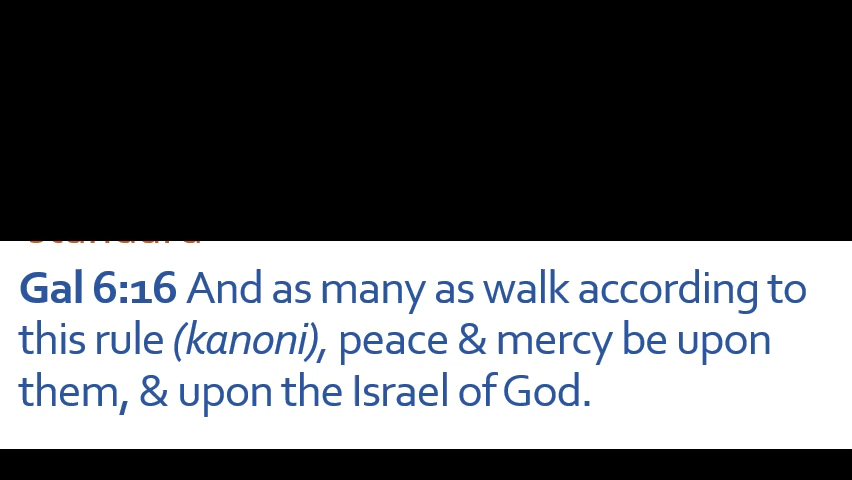 standard
Gal 6:16 And as many as walk according to
this rule (kanoni), peace & mercy be upon
them, & upon the Israel of God.